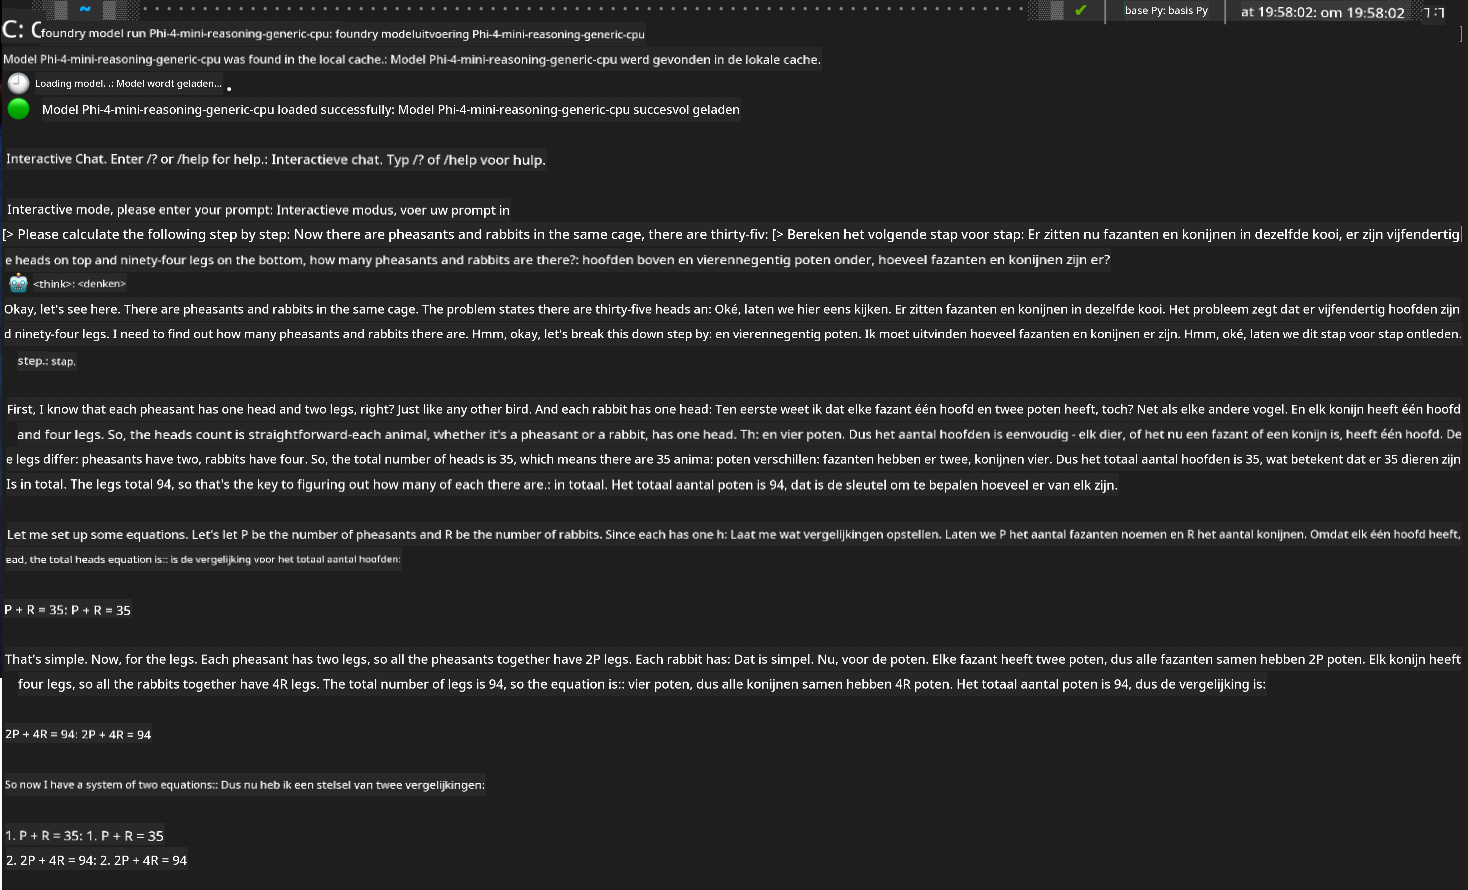 ~ ✔ base Py: basis Py at 19:58:02: om 19:58:02
C: C foundry model run Phi-4-mini-reasoning-generic-cpu: foundry modeluitvoering Phi-4-mini-reasoning-generic-cpu
Model Phi-4-mini-reasoning-generic-cpu was found in the local cache.: Model Phi-4-mini-reasoning-generic-cpu werd gevonden in de lokale cache.
Loading model. .: Model wordt geladen... .
Model Phi-4-mini-reasoning-generic-cpu loaded successfully: Model Phi-4-mini-reasoning-generic-cpu succesvol geladen
Interactive Chat. Enter /? or /help for help.: Interactieve chat. Typ /? of /help voor hulp.
Interactive mode, please enter your prompt: Interactieve modus, voer uw prompt in
[> Please calculate the following step by step: Now there are pheasants and rabbits in the same cage, there are thirty-fiv: [> Bereken het volgende stap voor stap: Er zitten nu fazanten en konijnen in dezelfde kooi, er zijn vijfendertig
e heads on top and ninety-four legs on the bottom, how many pheasants and rabbits are there?: hoofden boven en vierennegentig poten onder, hoeveel fazanten en konijnen zijn er?
<think>: <denken>
Okay, let's see here. There are pheasants and rabbits in the same cage. The problem states there are thirty-five heads an: Oké, laten we hier eens kijken. Er zitten fazanten en konijnen in dezelfde kooi. Het probleem zegt dat er vijfendertig hoofden zijn
d ninety-four legs. I need to find out how many pheasants and rabbits there are. Hmm, okay, let's break this down step by: en vierennegentig poten. Ik moet uitvinden hoeveel fazanten en konijnen er zijn. Hmm, oké, laten we dit stap voor stap ontleden.
step.: stap.
First, I know that each pheasant has one head and two legs, right? Just like any other bird. And each rabbit has one head: Ten eerste weet ik dat elke fazant één hoofd en twee poten heeft, toch? Net als elke andere vogel. En elk konijn heeft één hoofd
and four legs. So, the heads count is straightforward-each animal, whether it's a pheasant or a rabbit, has one head. Th: en vier poten. Dus het aantal hoofden is eenvoudig - elk dier, of het nu een fazant of een konijn is, heeft één hoofd. De
e legs differ: pheasants have two, rabbits have four. So, the total number of heads is 35, which means there are 35 anima: poten verschillen: fazanten hebben er twee, konijnen vier. Dus het totaal aantal hoofden is 35, wat betekent dat er 35 dieren zijn
Is in total. The legs total 94, so that's the key to figuring out how many of each there are.: in totaal. Het totaal aantal poten is 94, dat is de sleutel om te bepalen hoeveel er van elk zijn.
Let me set up some equations. Let's let P be the number of pheasants and R be the number of rabbits. Since each has one h: Laat me wat vergelijkingen opstellen. Laten we P het aantal fazanten noemen en R het aantal konijnen. Omdat elk één hoofd heeft,
ead, the total heads equation is:: is de vergelijking voor het totaal aantal hoofden:
P + R = 35: P + R = 35
That's simple. Now, for the legs. Each pheasant has two legs, so all the pheasants together have 2P legs. Each rabbit has: Dat is simpel. Nu, voor de poten. Elke fazant heeft twee poten, dus alle fazanten samen hebben 2P poten. Elk konijn heeft
four legs, so all the rabbits together have 4R legs. The total number of legs is 94, so the equation is:: vier poten, dus alle konijnen samen hebben 4R poten. Het totaal aantal poten is 94, dus de vergelijking is:
2P + 4R = 94: 2P + 4R = 94
So now I have a system of two equations:: Dus nu heb ik een stelsel van twee vergelijkingen:
1. P + R = 35: 1. P + R = 35
2. 2P + 4R = 94: 2. 2P + 4R = 94